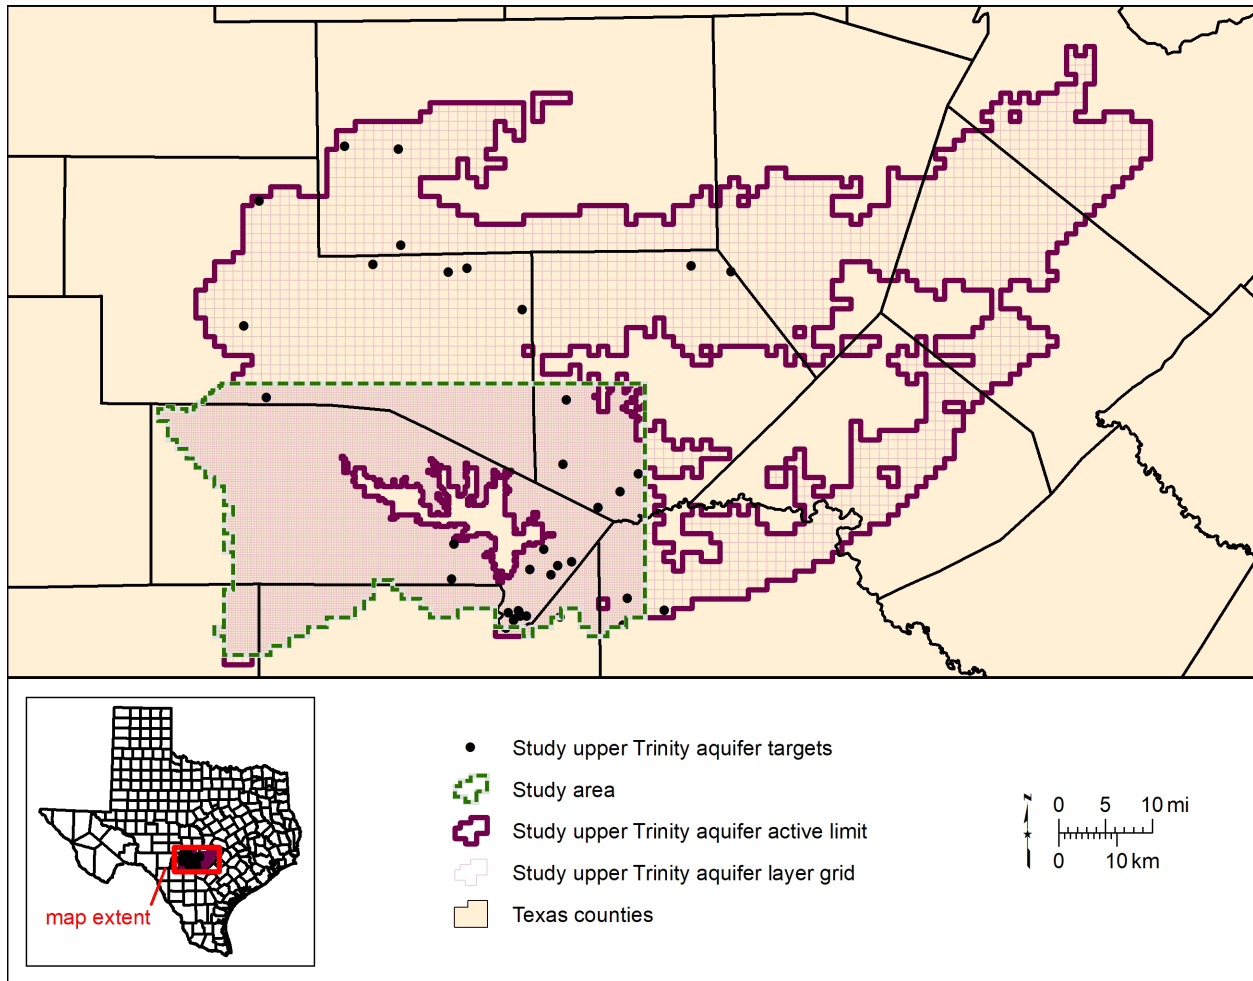 Study upper Trinity aquifer targets
Study area
Study upper Trinity aquifer active limit
Study upper Trinity aquifer layer grid
Texas counties
map extent
N
0 5 10 mi
0 10 km